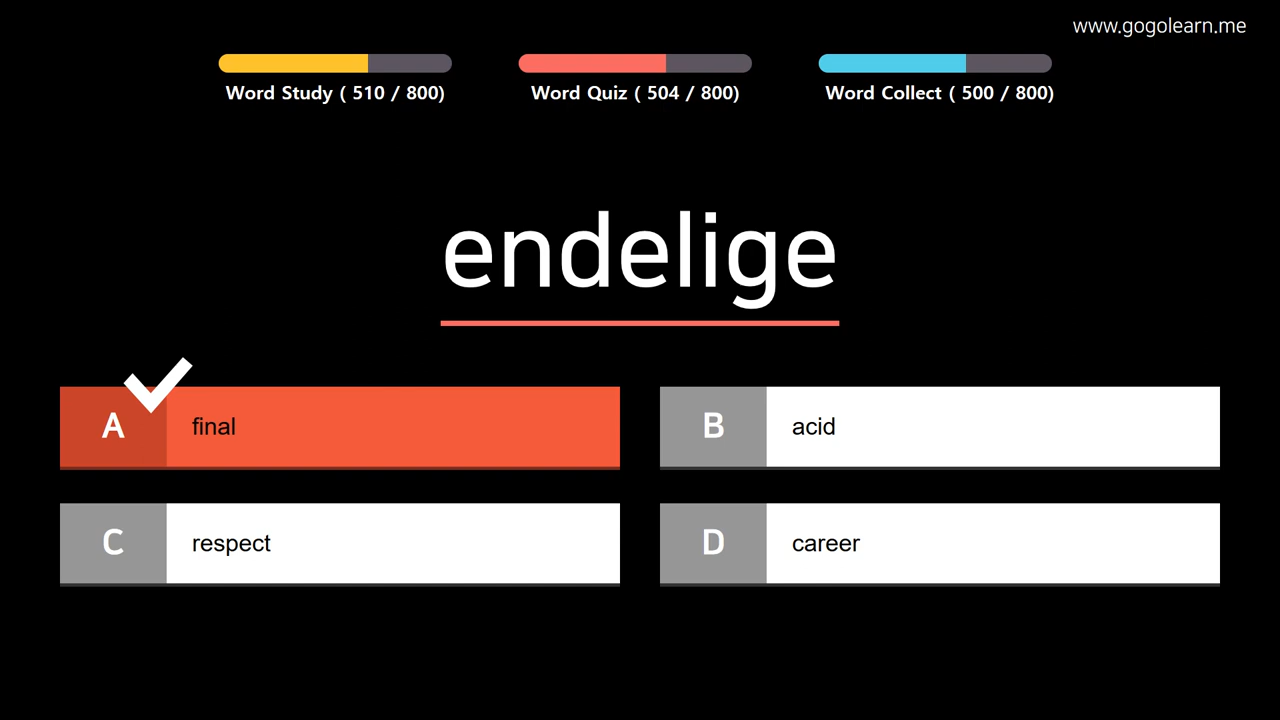 www.gogolearn.me
Word Study ( 510 / 800)
Word Quiz ( 504 / 800)
Word Collect ( 500 / 800)
endelige
A final
B acid
C respect
D career